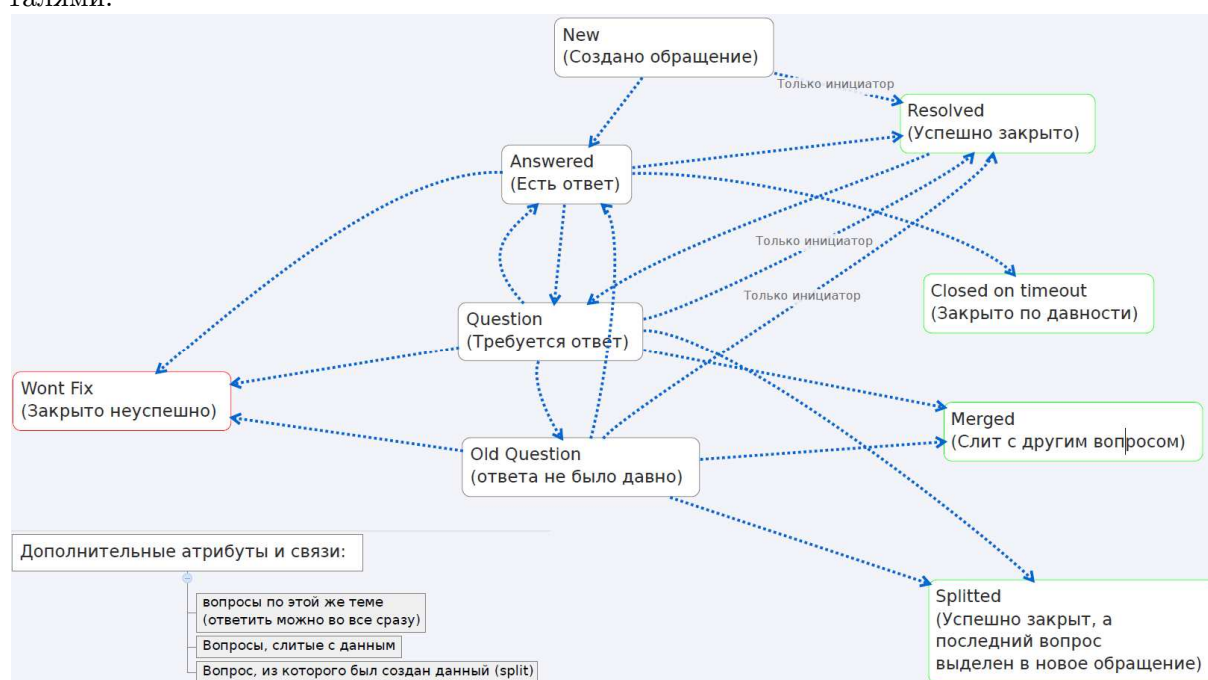 талями.
New
(Создано обращение)
Только инициатор
Resolved
(Успешно закрыто)
Answered
(Есть ответ)
Только инициатор
Closed on timeout
(Закрыто по давности)
Только инициатор
Question
(Требуется ответ)
Wont Fix
(Закрыто неуспешно)
Merged
(Слит с другим вопросом)
Old Question
(ответа не было давно)
Дополнительные атрибуты и связи:
вопросы по этой же теме
(ответить можно во все сразу)
Вопросы, слитые с данным
Вопрос, из которого был создан данный (split)
Splitted
(Успешно закрыт, а
последний вопрос
выделен в новое обращение)